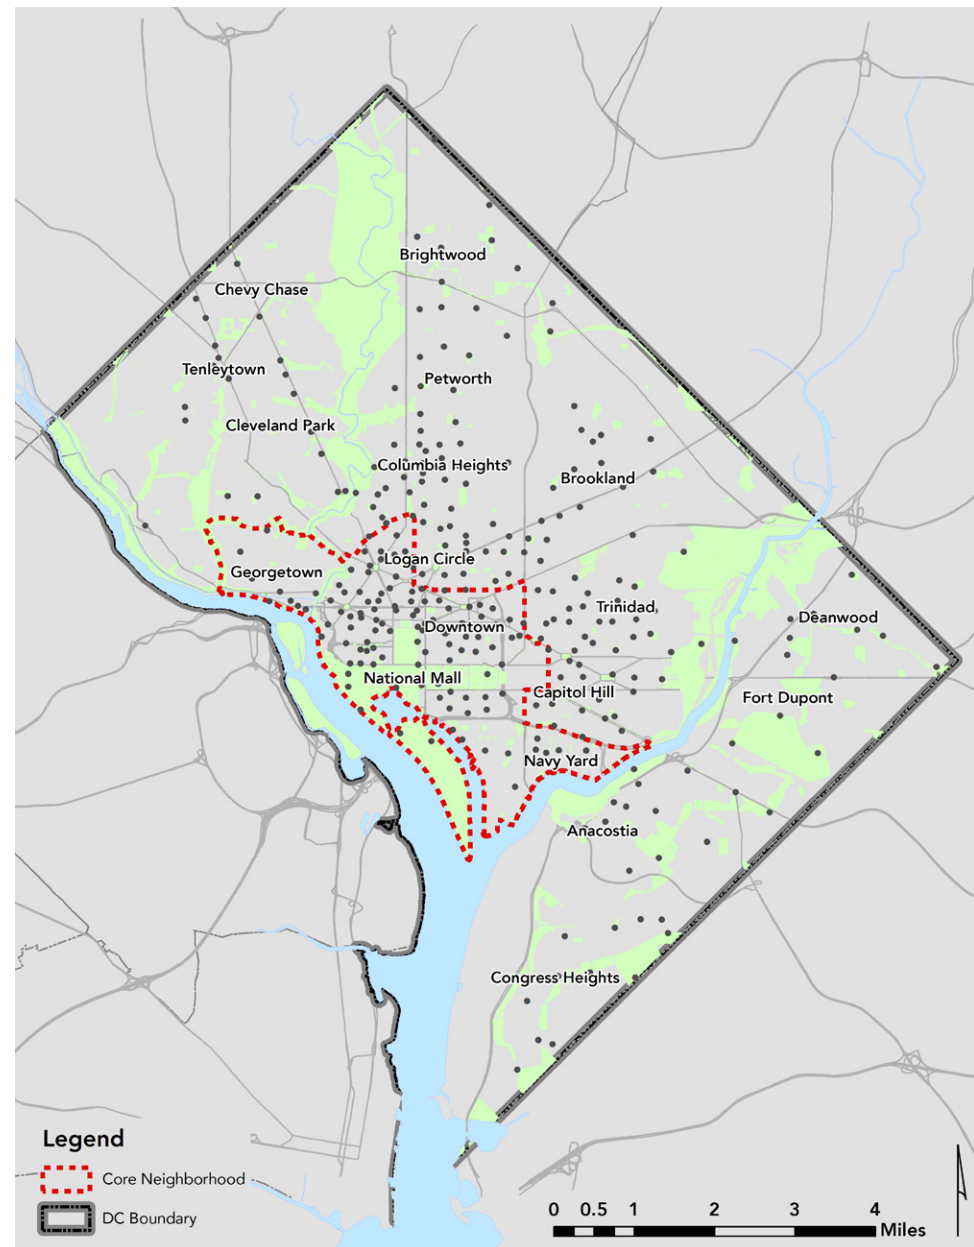 Brightwood
Chevy Chase
Tenleytown
Petworth
Cleveland Park
Columbia Heights
Brookland
Logan Circle
Georgetown
Trinidad
Deanwood
Downtown
National Mall
Capitol Hill
Fort Dupont
Navy Yard
Anacostia
Congress Heights
Legend
Core Neighborhood
DC Boundary
0 0.5 1 2 3 4
Miles